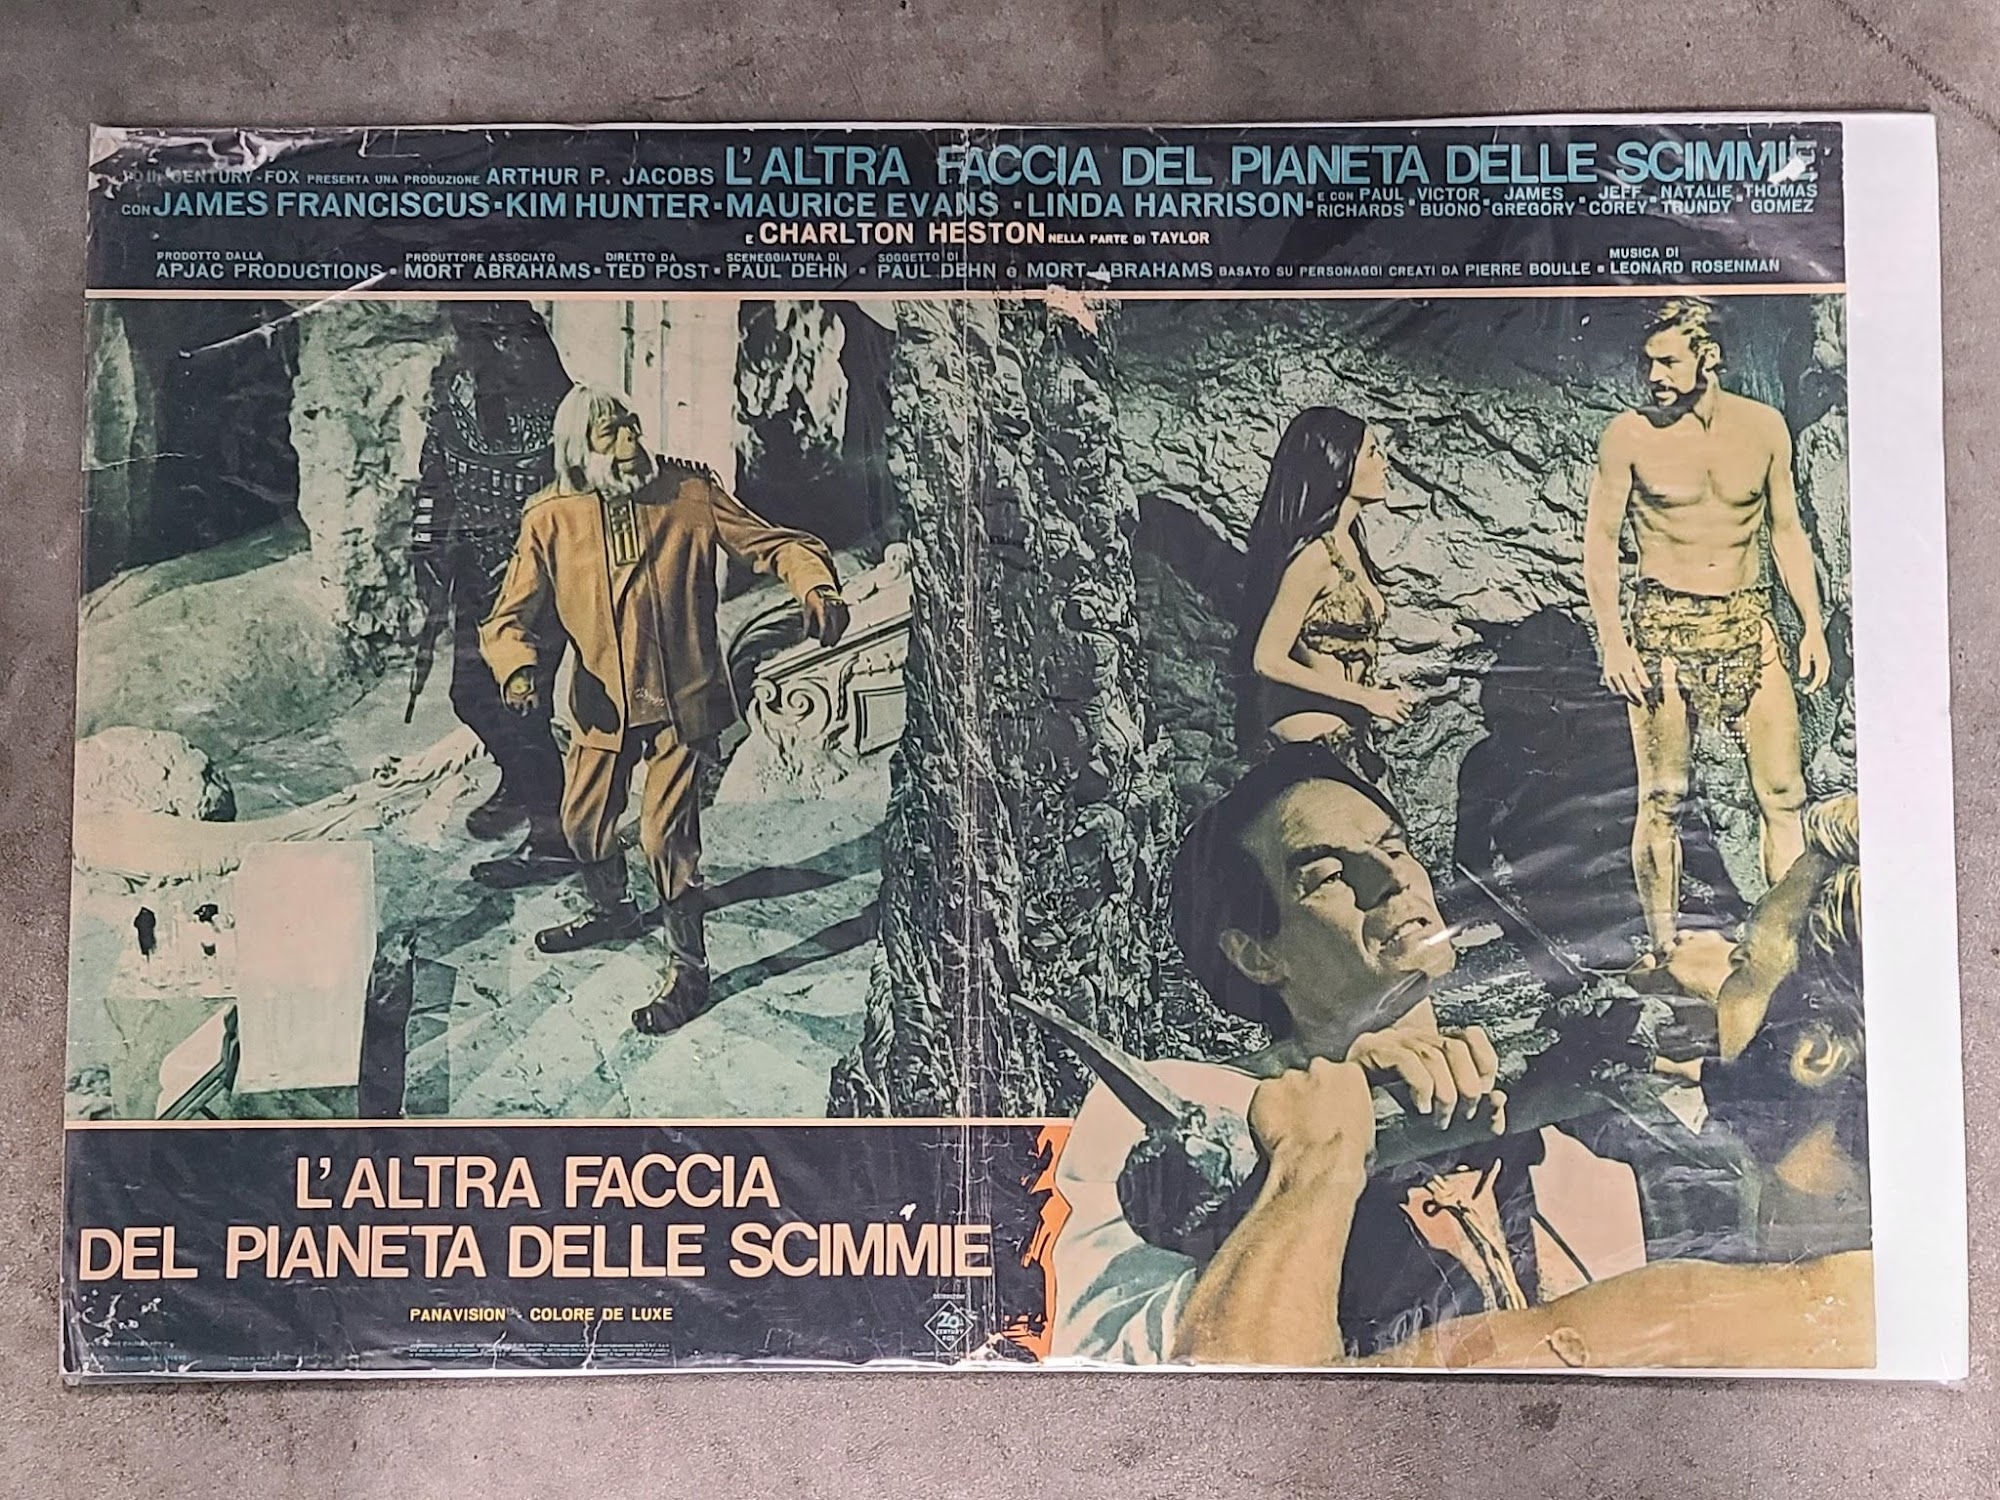 CENTURY-FOX PRESENTA UNA PRODUZIONE ARTHUR P. JACOBS L'ALTRA FACCIA DEL PIANETA DELLE SCIMMIE
CON JAMES FRANCISCUS · KIM HUNTER · MAURICE EVANS · LINDA HARRISON · E CON PAUL RICHARDS · VICTOR BUONO · JAMES GREGORY · JEFF COREY · NATALIE TRUNDY · THOMAS GOMEZ
E CHARLTON HESTON NELLA PARTE DI TAYLOR
PRODOTTO DALLA APJAC PRODUCTIONS · PRODUTTORE ASSOCIATO MORT ABRAHAMS · DIRETTO DA TED POST · SCENEGGIATURA DI PAUL DEHN · SOGGETTO DI PAUL DEHN e MORT ABRAHAMS BASATO SU PERSONAGGI CREATI DA PIERRE BOULLE · MUSICA DI LEONARD ROSENMAN
L'ALTRA FACCIA
DEL PIANETA DELLE SCIMMIE
PANAVISION · COLORE DE LUXE
20th
CENTURY
FOX